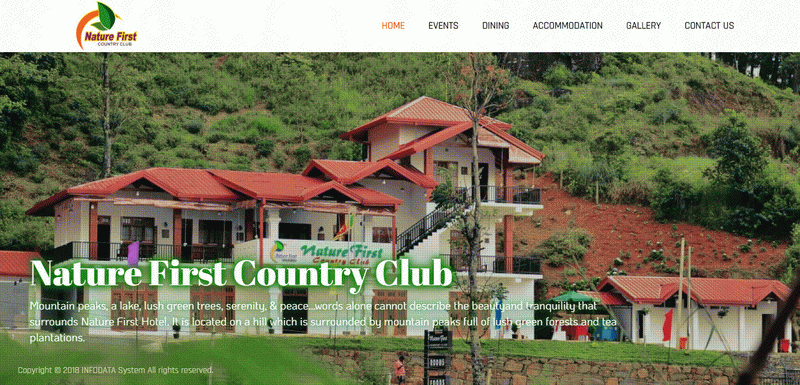 Nature First
COUNTRY CLUB
HOME EVENTS DINING ACCOMMODATION GALLERY CONTACT US
Nature First
Country Club
Nature First Country Club
Mountain peaks, a lake, lush green trees, serenity, & peace...words alone cannot describe the beauty and tranquility that
surrounds Nature First Hotel. It is located on a hill which is surrounded by mountain peaks full of lush green forests and tea
plantations.
ROOMS
Copyright © 2018 INFODATA System All rights reserved.